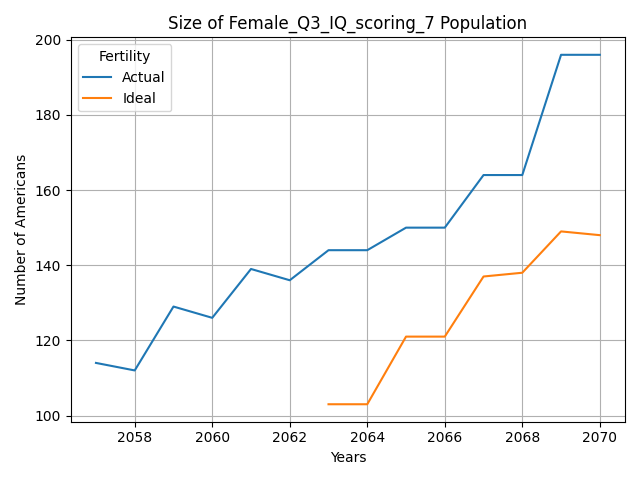 Size of Female_Q3_IQ_scoring_7 Population
Fertility
Actual
Ideal
Number of Americans
200
180
160
140
120
100
2058 2060 2062 2064 2066 2068 2070
Years